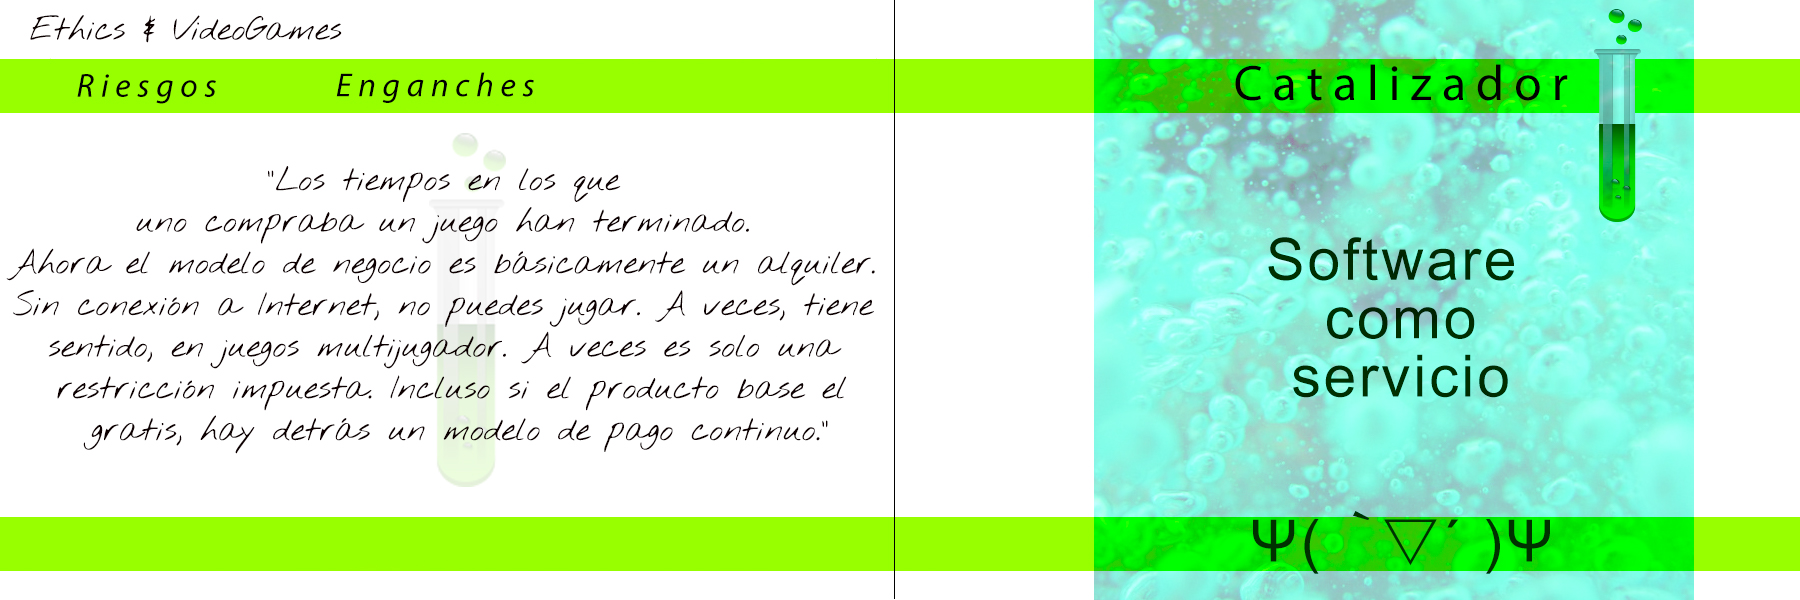 Ethics & VideoGames
Riesgos Enganches
"Los tiempos en los que
uno compraba un juego han terminado.
Ahora el modelo de negocio es básicamente un alquiler.
Sin conexión a Internet, no puedes jugar. A veces, tiene
sentido, en juegos multijugador. A veces es solo una
restricción impuesta. Incluso si el producto base el
gratis, hay detrás un modelo de pago continuo."
Catalizador
Software
como
servicio
Ψ(`▽´)Ψ